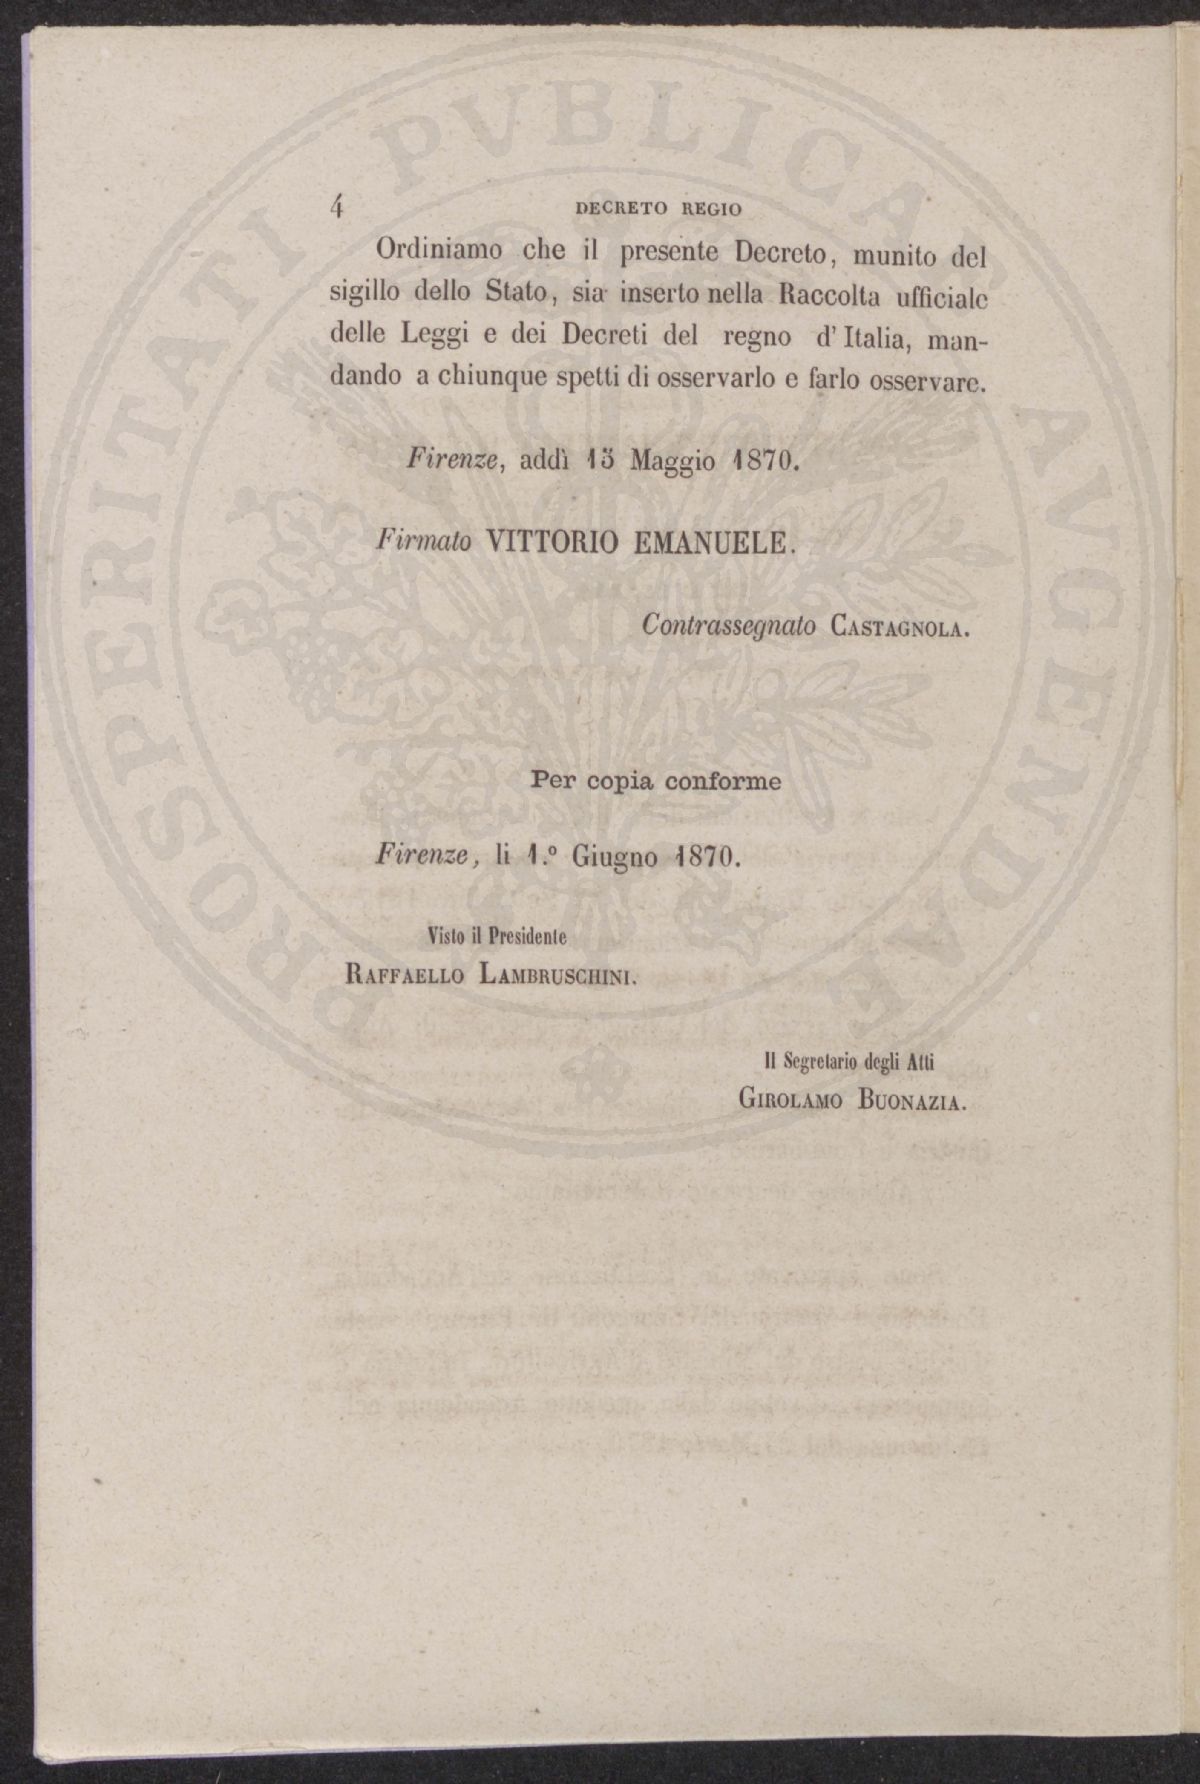 4 DECRETO REGIO
Ordiniamo che il presente Decreto, munito del
sigillo dello Stato, sia inserto nella Raccolta ufficiale
delle Leggi e dei Decreti del regno d'Italia, man-
dando a chiunque spetti di osservarlo e farlo osservare.
Firenze, addì 15 Maggio 1870.
Firmato VITTORIO EMANUELE.
Contrassegnato CASTAGNOLA.
Per copia conforme
Firenze, li 1.º Giugno 1870.
Visto il Presidente
RAFFAELLO LAMBRUSCHINI.
Il Segretario degli Atti
GIROLAMO BUONAZIA.
PROSPERITATI PVBLICAE AVGENDAE